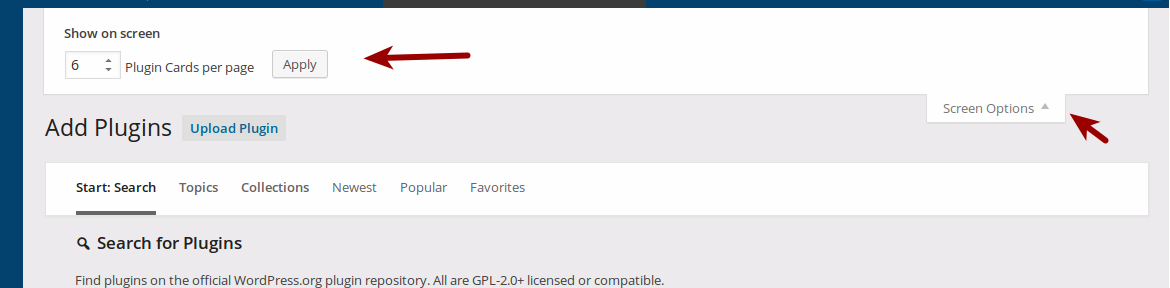 Show on screen
6 Plugin Cards per page Apply
Screen Options
Add Plugins Upload Plugin
Start: Search Topics Collections Newest Popular Favorites
Search for Plugins
Find plugins on the official WordPress.org plugin repository. All are GPL-2.0+ licensed or compatible.